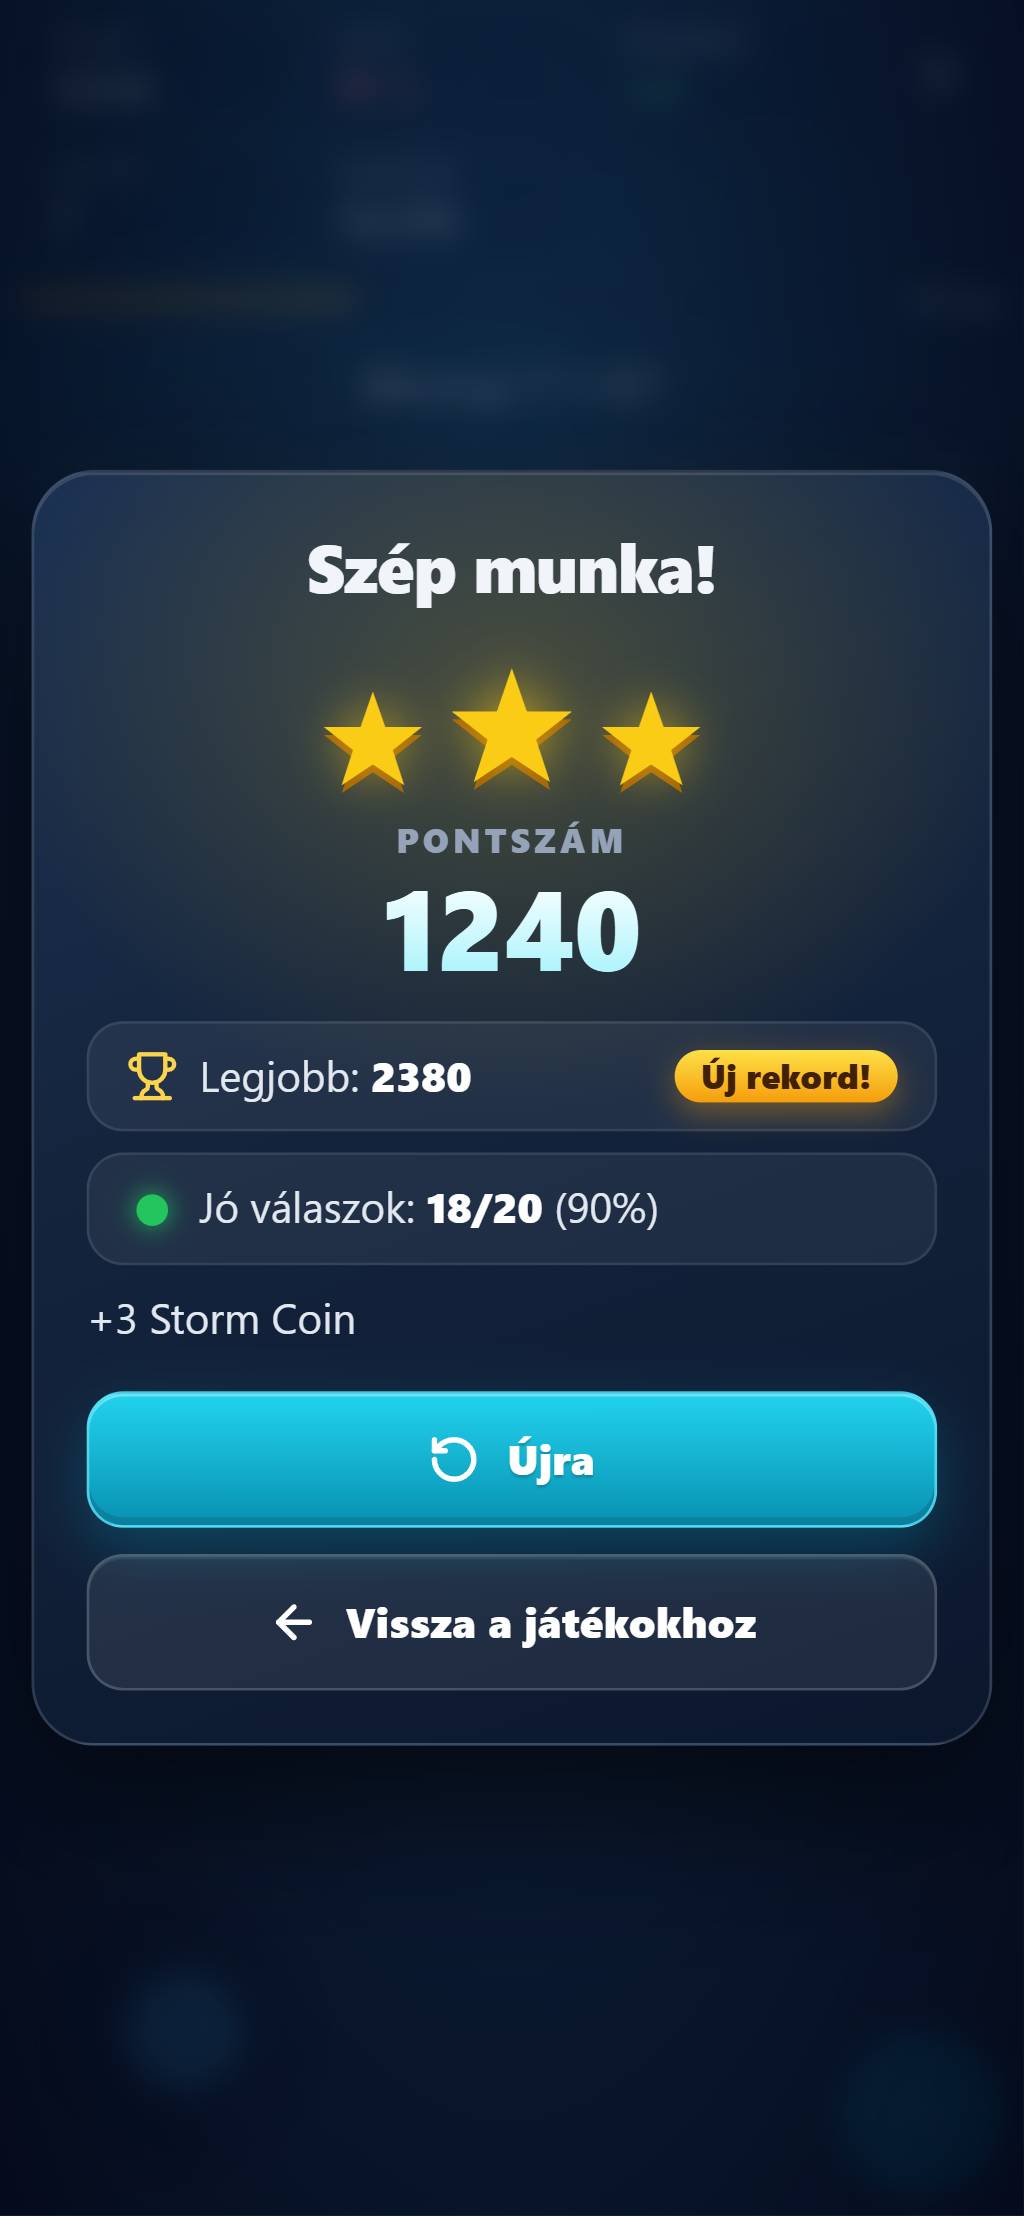 Szép munka!
PONTSZÁM
1240
Legjobb: 2380
Új rekord!
Jó válaszok: 18/20 (90%)
+3 Storm Coin
Újra
Vissza a játékokhoz